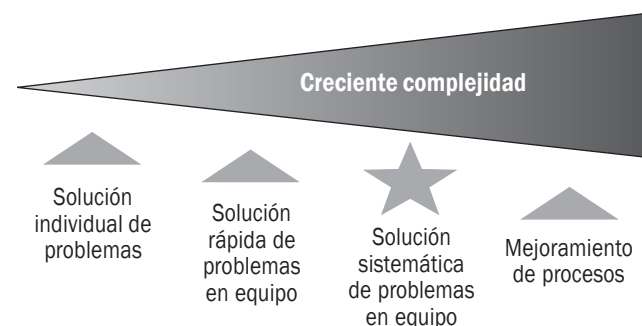 Creciente complejidad
Solución
individual de
problemas
Solución
rápida de
problemas
en equipo
Solución
sistemática
de problemas
en equipo
Mejoramiento
de procesos